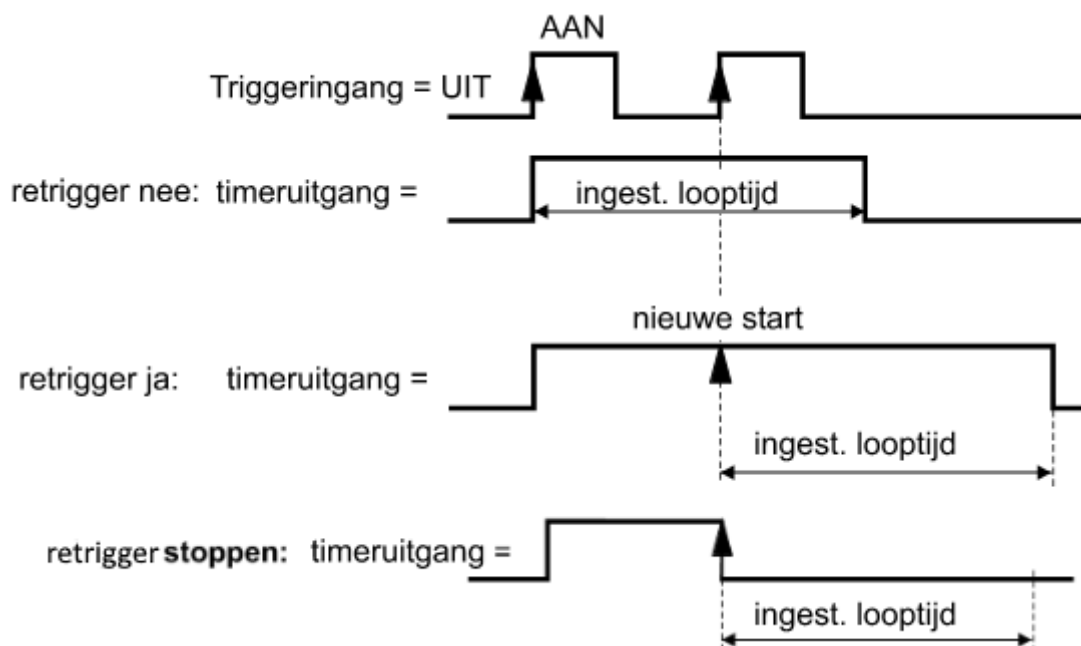 AAN
Triggeringang = UIT
retrigger nee: timeruitgang =
ingest. looptijd
nieuwe start
retrigger ja: timeruitgang =
ingest. looptijd
retrigger stoppen: timeruitgang =
ingest. looptijd